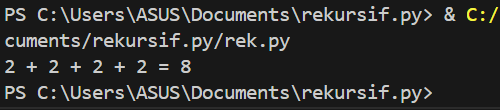 PS C:\Users\ASUS\Documents\rekursif.py> & C:/
cuments/rekursif.py/rek.py
2 + 2 + 2 + 2 = 8
PS C:\Users\ASUS\Documents\rekursif.py>